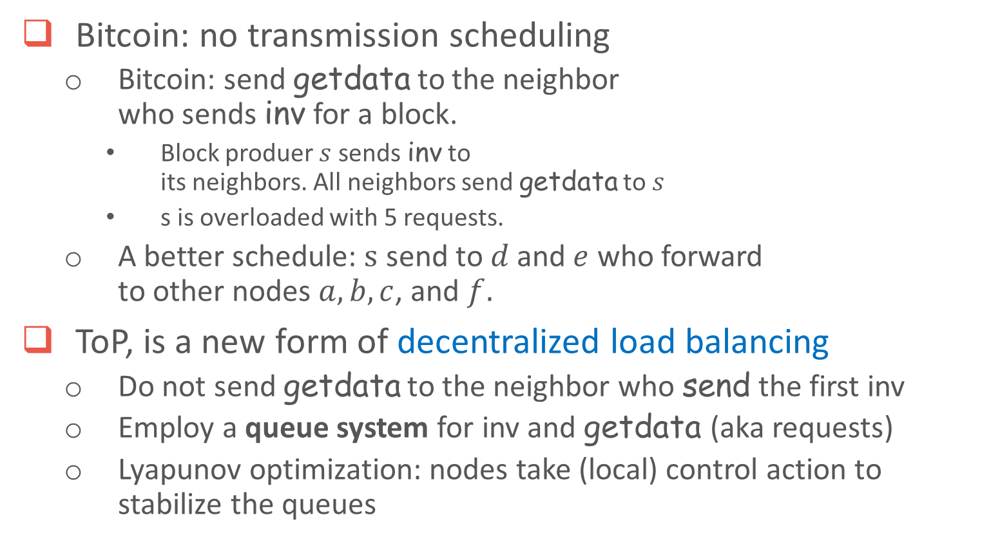 Bitcoin: no transmission scheduling
Bitcoin: send getdata to the neighbor
who sends inv for a block.
Block produer s sends inv to
its neighbors. All neighbors send getdata to s
s is overloaded with 5 requests.
A better schedule: s send to d and e who forward
to other nodes a, b, c, and f.
ToP, is a new form of decentralized load balancing
Do not send getdata to the neighbor who send the first inv
Employ a queue system for inv and getdata (aka requests)
Lyapunov optimization: nodes take (local) control action to
stabilize the queues